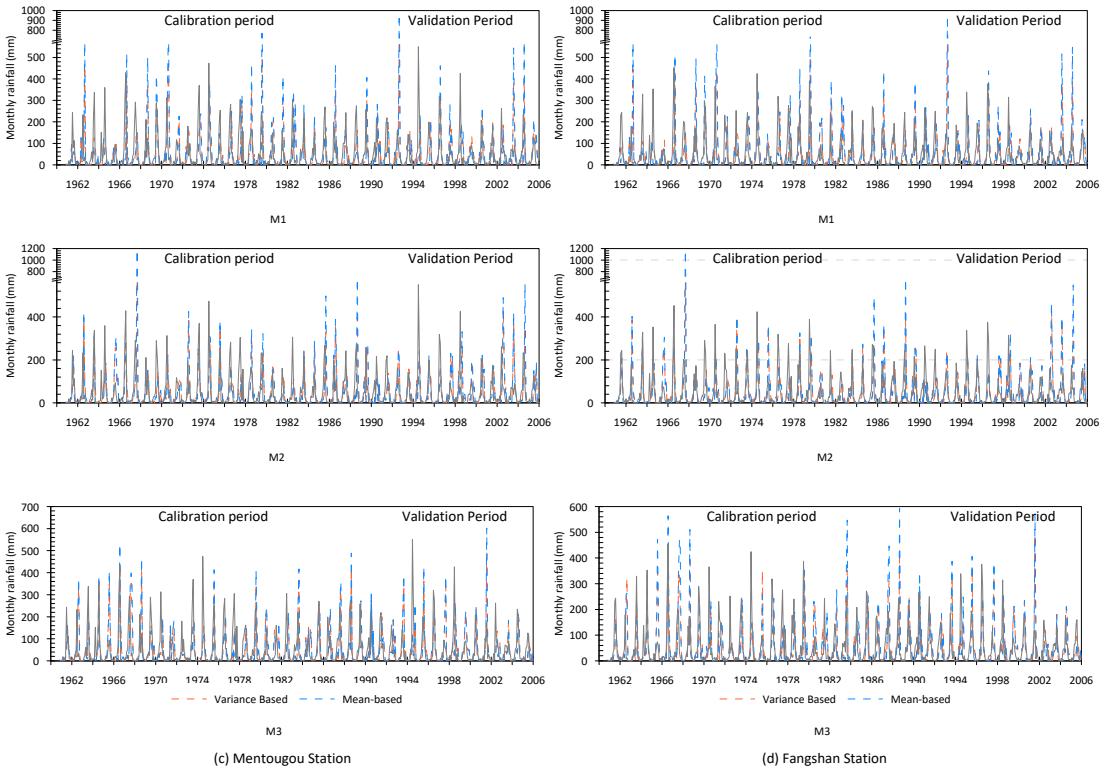 Calibration period Validation Period
Monthly rainfall (mm)
1000
900
800
500
400
300
200
100
0
1962 1966 1970 1974 1978 1982 1986 1990 1994 1998 2002 2006
M1
Calibration period Validation Period
Monthly rainfall (mm)
1000
900
800
500
400
300
200
100
0
1962 1966 1970 1974 1978 1982 1986 1990 1994 1998 2002 2006
M1
Calibration period Validation Period
Monthly rainfall (mm)
1200
1000
800
400
200
0
1962 1966 1970 1974 1978 1982 1986 1990 1994 1998 2002 2006
M2
Calibration period Validation Period
Monthly rainfall (mm)
1200
1000
800
400
200
0
1962 1966 1970 1974 1978 1982 1986 1990 1994 1998 2002 2006
M2
Calibration period Validation Period
Monthly rainfall (mm)
700
600
500
400
300
200
100
0
1962 1966 1970 1974 1978 1982 1986 1990 1994 1998 2002 2006
Variance Based Mean-based
M3
(c) Mentougou Station
Calibration period Validation Period
Monthly rainfall (mm)
600
500
400
300
200
100
0
1962 1966 1970 1974 1978 1982 1986 1990 1994 1998 2002 2006
Variance Based Mean-based
M3
(d) Fangshan Station